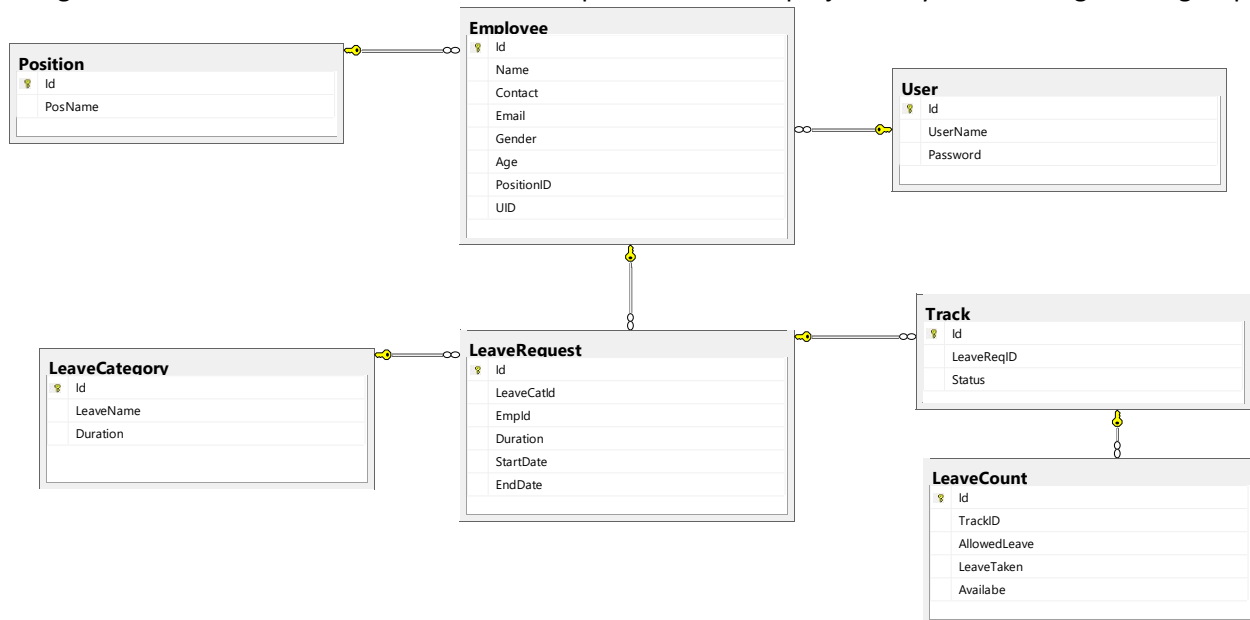 Employee
Id
Name
Contact
Email
Gender
Age
PositionID
UID
Position
Id
PosName
User
Id
UserName
Password
Track
Id
LeaveReqID
Status
LeaveCategory
Id
LeaveName
Duration
LeaveRequest
Id
LeaveCatId
EmpId
Duration
StartDate
EndDate
LeaveCount
Id
TrackID
AllowedLeave
LeaveTaken
Availabe